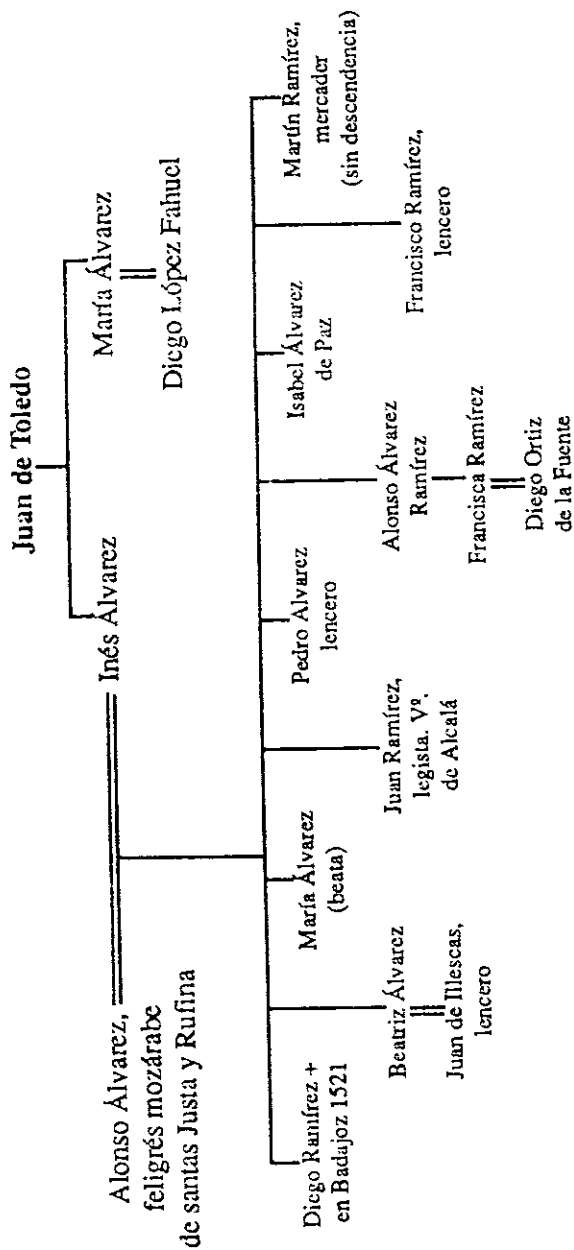 Juan de Toledo
Alonso Álvarez,
feligrés mozárabe
de santas Justa y Rufina
Inés Álvarez
María Álvarez
Diego López Fahuel
Diego Ramírez +
en Badajoz 1521
Beatriz Álvarez
Juan de Illescas,
lencero
María Álvarez
(beata)
Juan Ramírez,
legista. Vº.
de Alcalá
Pedro Alvarez
lencero
Alonso Álvarez
Ramírez
Francisca Ramírez
Diego Ortiz
de la Fuente
Isabel Álvarez
de Paz
Francisco Ramírez,
lencero
Martín Ramírez,
mercader
(sin descendencia)